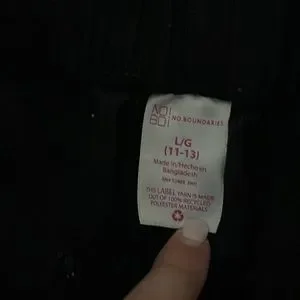 NO!
BO!
NO BOUNDARIES
L/G
(11-13)
Made in/Hecho en
Bangladesh
THIS LABEL YARN IS MADE
OUT OF 100% RECYCLED
POLYESTER MATERIALS